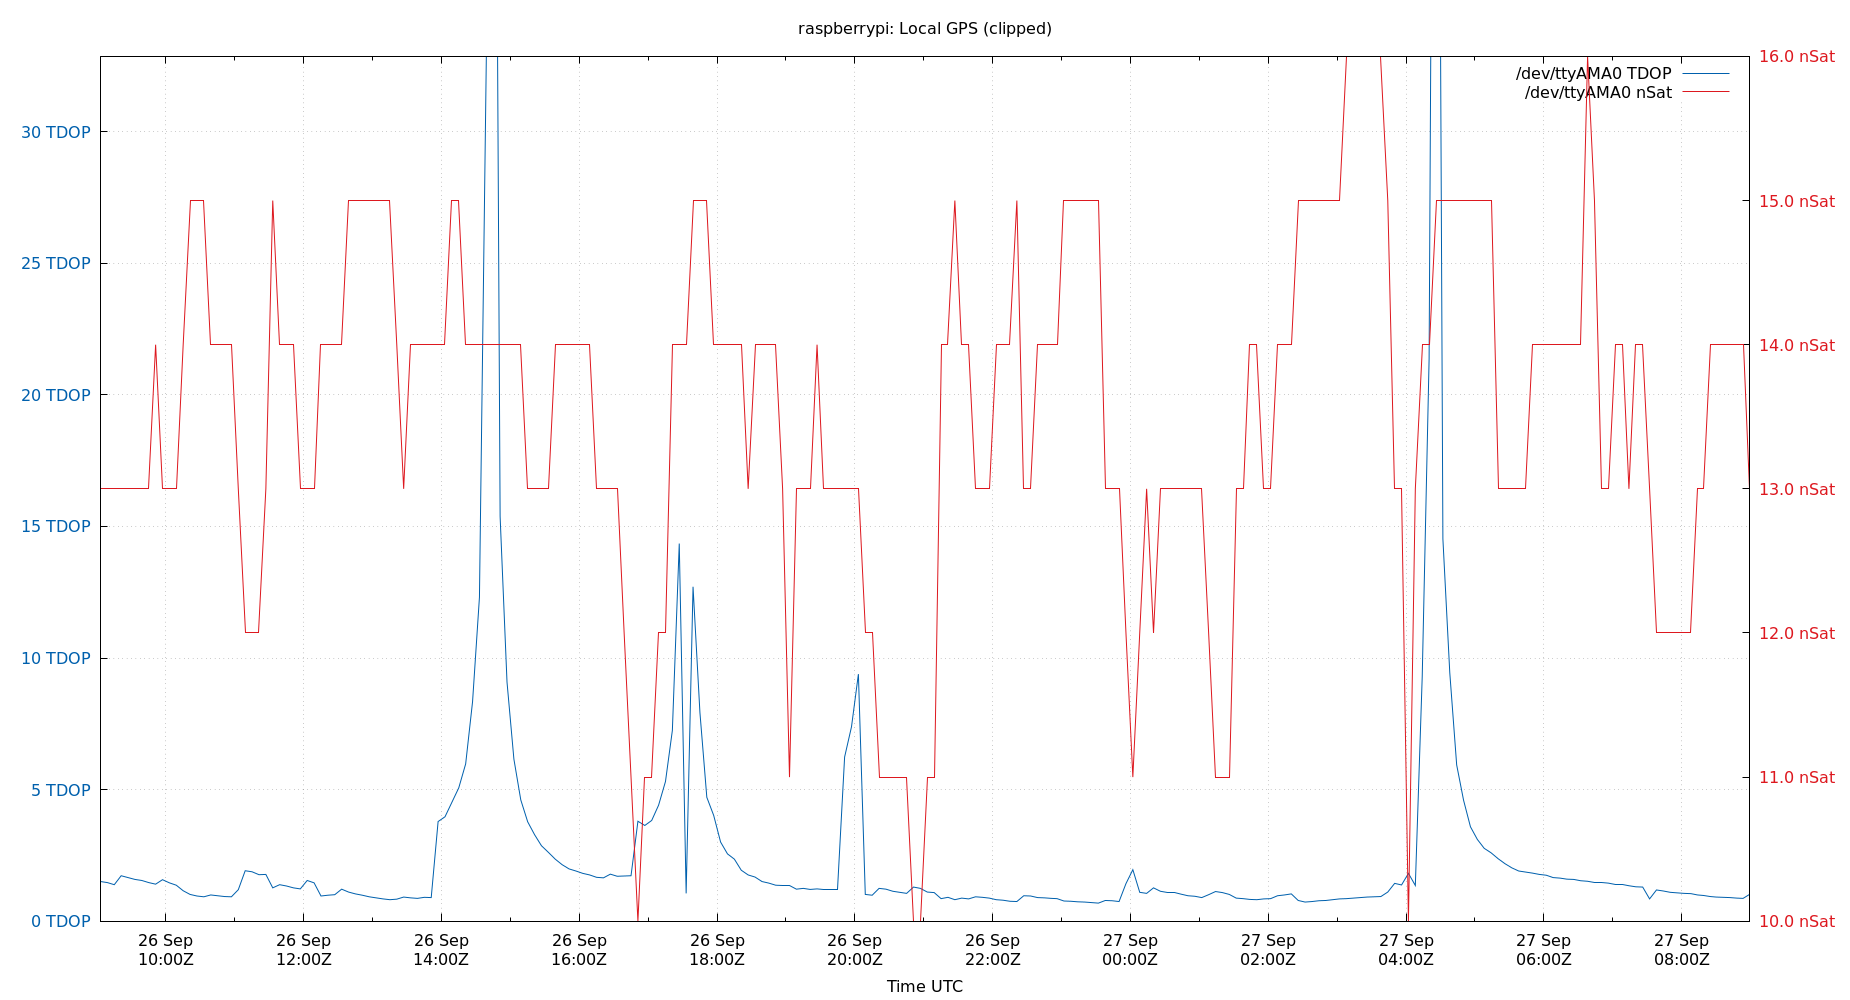 raspberrypi: Local GPS (clipped)
16.0 nSat
/dev/ttyAMA0 TDOP
/dev/ttyAMA0 nSat
30 TDOP
15.0 nSat
25 TDOP
14.0 nSat
20 TDOP
13.0 nSat
15 TDOP
12.0 nSat
10 TDOP
11.0 nSat
5 TDOP
0 TDOP
10.0 nSat
26 Sep 26 Sep 26 Sep 26 Sep 26 Sep 26 Sep 26 Sep 27 Sep 27 Sep 27 Sep 27 Sep 27 Sep
10:00Z 12:00Z 14:00Z 16:00Z 18:00Z 20:00Z 22:00Z 00:00Z 02:00Z 04:00Z 06:00Z 08:00Z
Time UTC